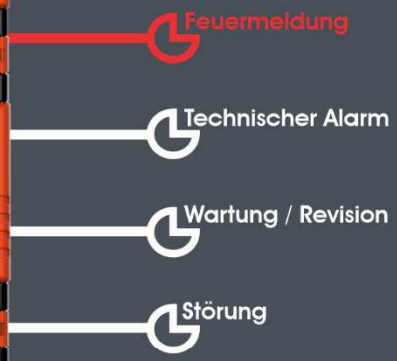 Feuermeldung
Technischer Alarm
Wartung / Revision
Störung